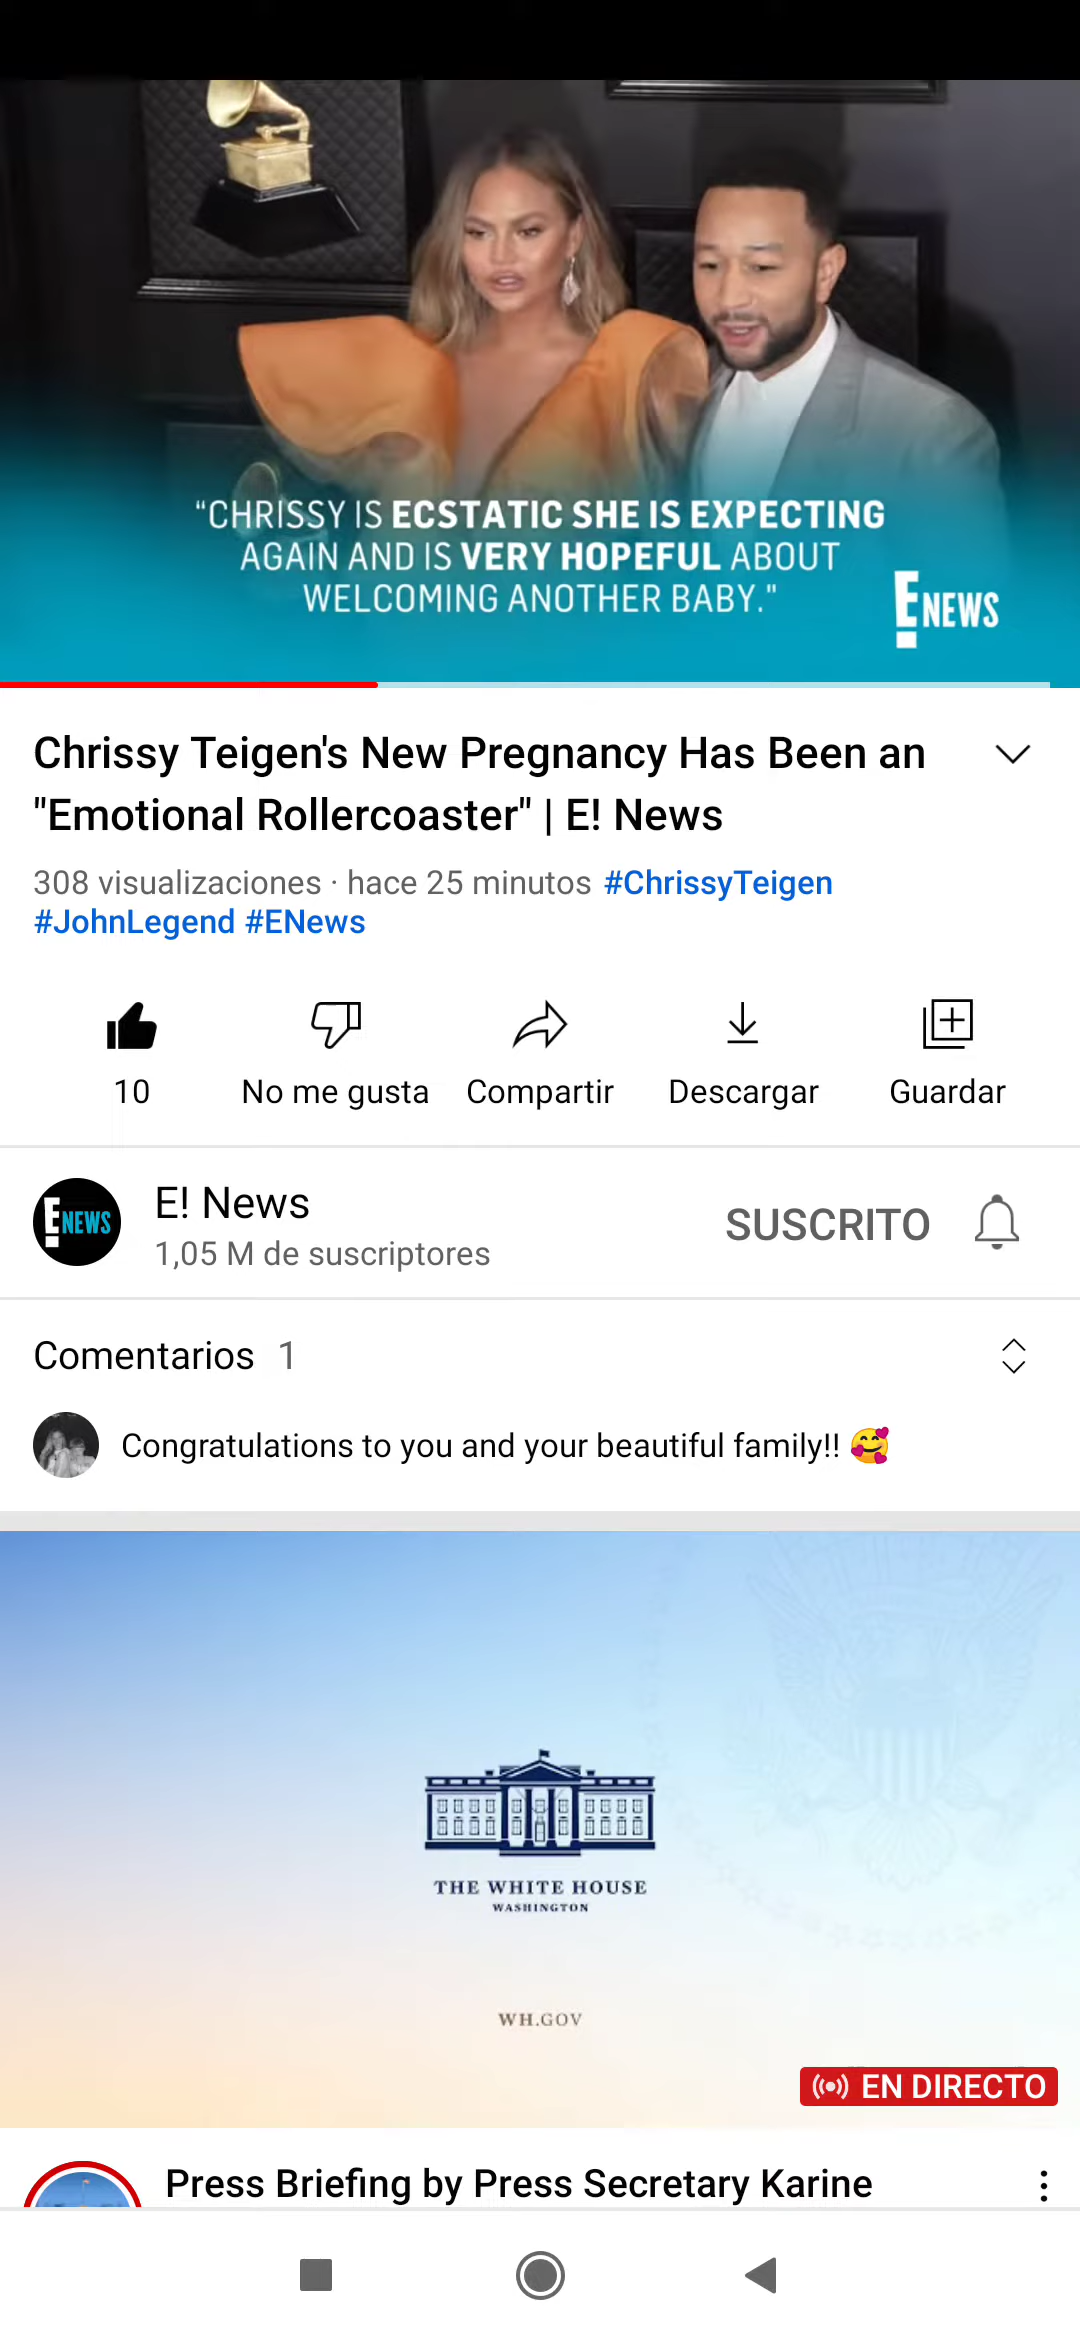 “CHRISSY IS ECSTATIC SHE IS EXPECTING
AGAIN AND IS VERY HOPEFUL ABOUT
WELCOMING ANOTHER BABY."
E! NEWS
Chrissy Teigen's New Pregnancy Has Been an
"Emotional Rollercoaster" | E! News
308 visualizaciones · hace 25 minutos #ChrissyTeigen
#JohnLegend #ENews
10
No me gusta
Compartir
Descargar
Guardar
E! NEWS
E! News
1,05 M de suscriptores
SUSCRITO
Comentarios 1
Congratulations to you and your beautiful family!! 🥰
THE WHITE HOUSE
WASHINGTON
WH.GOV
EN DIRECTO
Press Briefing by Press Secretary Karine